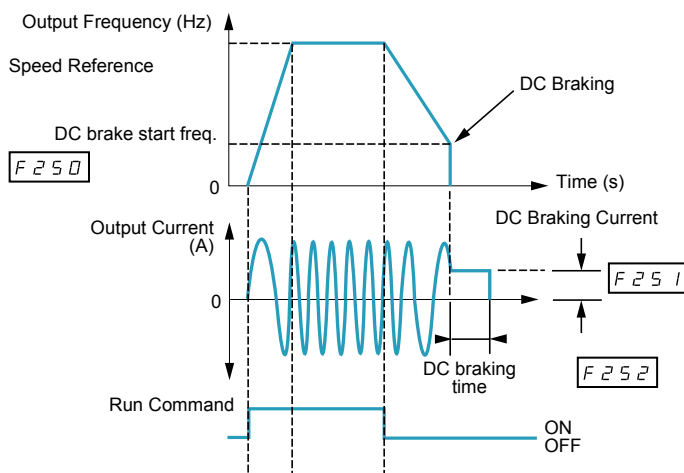 Output Frequency (Hz)
Speed Reference
DC Braking
DC brake start freq.
F250
0
Time (s)
Output Current
(A)
DC Braking Current
F251
0
DC braking
time
F252
Run Command
ON
OFF